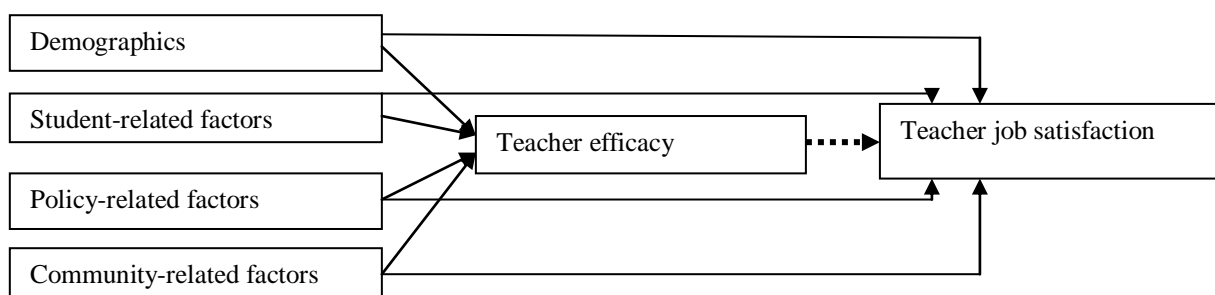 Demographics
Student-related factors
Teacher efficacy
Teacher job satisfaction
Policy-related factors
Community-related factors